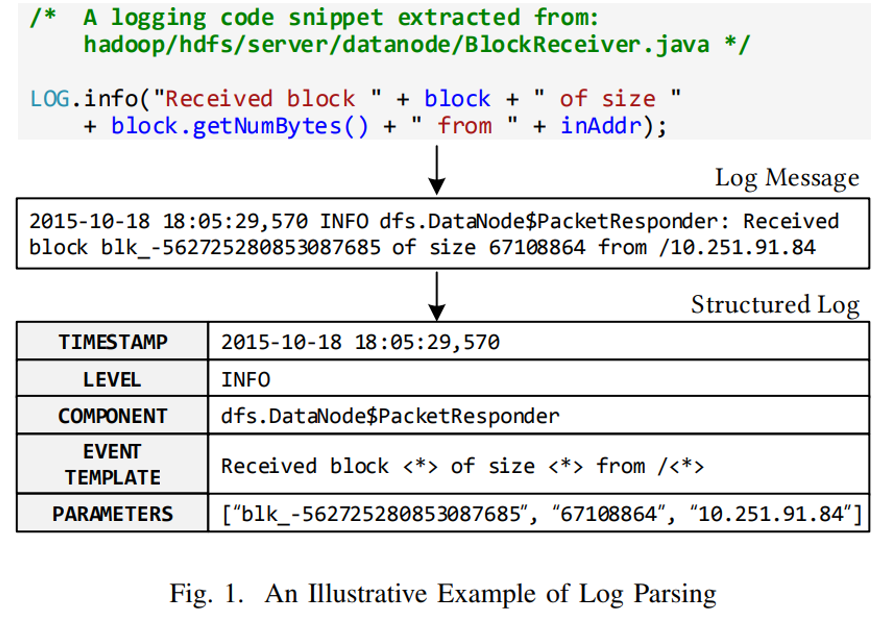 /*  A logging code snippet extracted from:
    hadoop/hdfs/server/datanode/BlockReceiver.java */
LOG.info("Received block " + block + " of size "
    + block.getNumBytes() + " from " + inAddr);
Log Message
2015-10-18 18:05:29,570 INFO dfs.DataNode$PacketResponder: Received
block blk_-562725280853087685 of size 67108864 from /10.251.91.84
Structured Log
TIMESTAMP 2015-10-18 18:05:29,570
LEVEL INFO
COMPONENT dfs.DataNode$PacketResponder
EVENT
TEMPLATE Received block <*> of size <*> from /<*>
PARAMETERS ["blk_-562725280853087685", "67108864", "10.251.91.84"]
Fig. 1. An Illustrative Example of Log Parsing